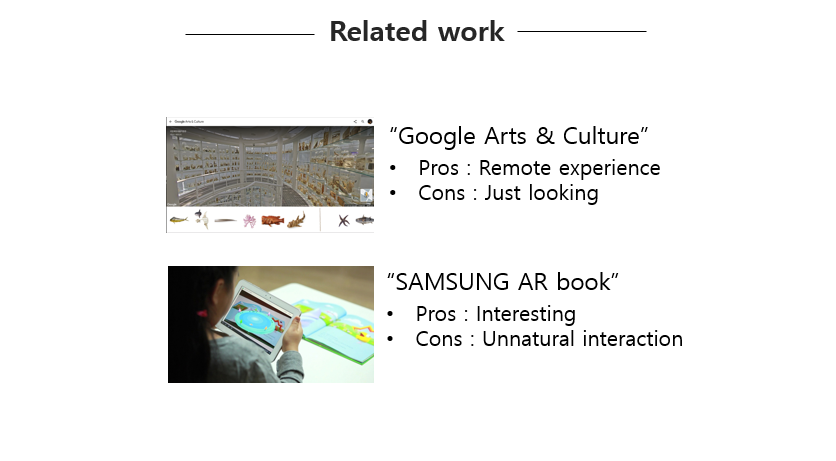 Related work
Google Arts & Culture
"Google Arts & Culture"
• Pros : Remote experience
• Cons : Just looking
"SAMSUNG AR book"
• Pros : Interesting
• Cons : Unnatural interaction